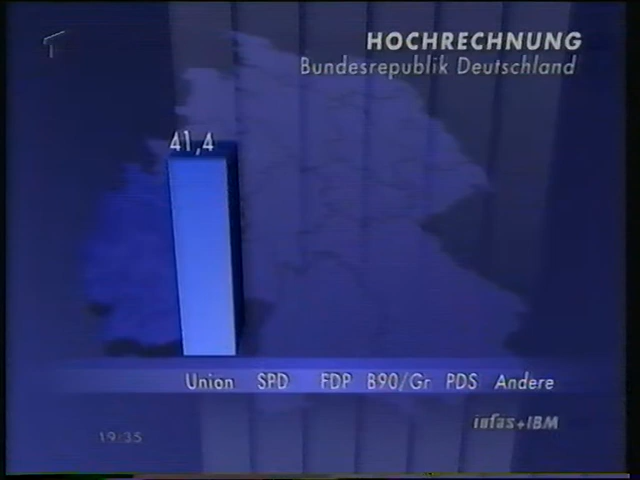 HOCHRECHNUNG
Bundesrepublik Deutschland
41,4
Union SPD FDP B90/Gr PDS Andere
infas+IBM
19:35